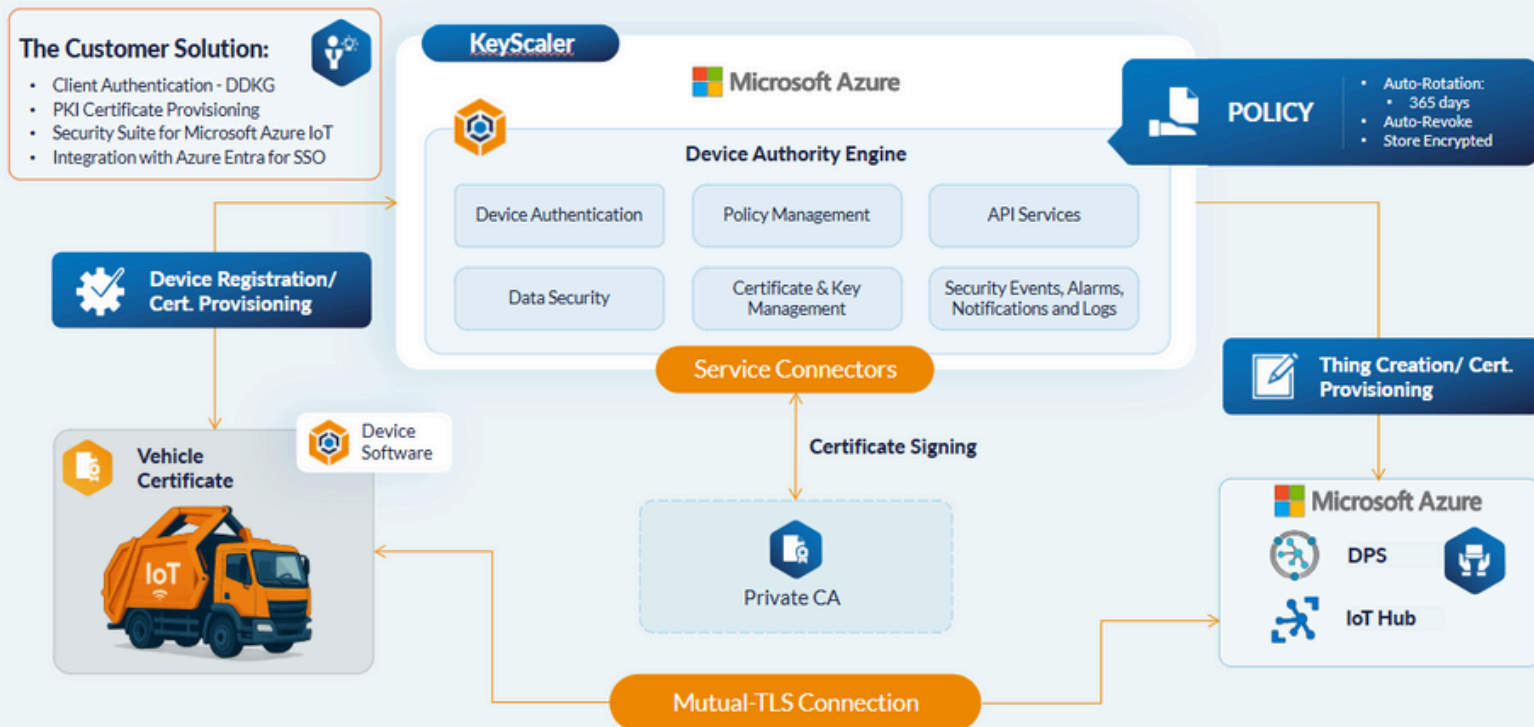 The Customer Solution:
• Client Authentication - DDKG
• PKI Certificate Provisioning
• Security Suite for Microsoft Azure IoT
• Integration with Azure Entra for SSO
KeyScaler
Microsoft Azure
Device Authority Engine
Device Authentication
Policy Management
API Services
Data Security
Certificate & Key
Management
Security Events, Alarms,
Notifications and Logs
Service Connectors
POLICY
• Auto-Rotation:
• 365 days
• Auto-Revoke
• Store Encrypted
Device Registration/
Cert. Provisioning
Thing Creation/ Cert.
Provisioning
Vehicle
Certificate
Device
Software
IoT
Certificate Signing
Private CA
Microsoft Azure
DPS
IoT Hub
Mutual-TLS Connection